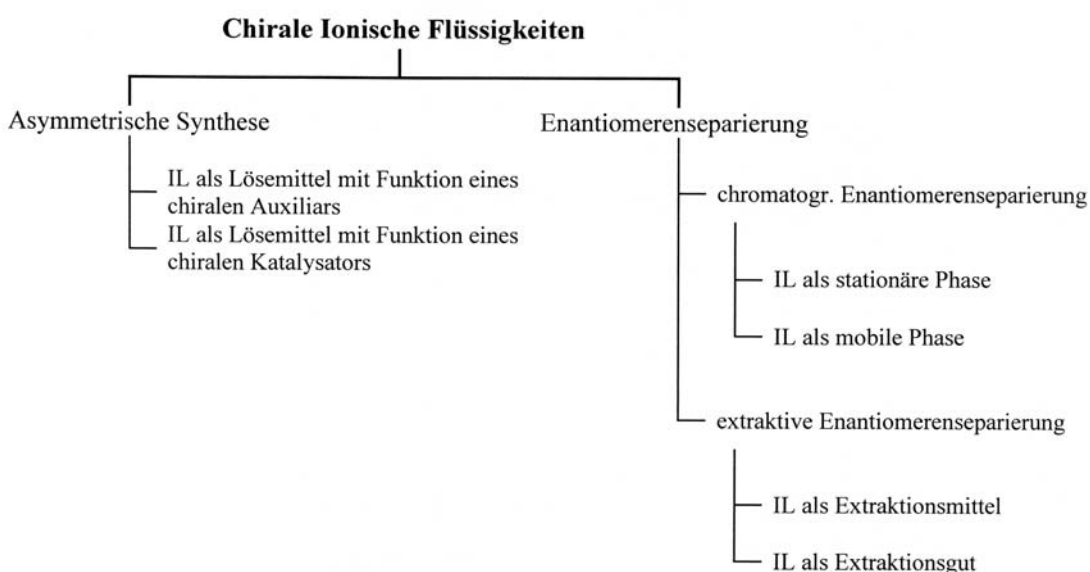 Chirale Ionische Flüssigkeiten
Asymmetrische Synthese
IL als Lösemittel mit Funktion eines
chiralen Auxiliars
IL als Lösemittel mit Funktion eines
chiralen Katalysators
Enantiomerenseparierung
chromatogr. Enantiomerenseparierung
IL als stationäre Phase
IL als mobile Phase
extraktive Enantiomerenseparierung
IL als Extraktionsmittel
IL als Extraktionsgut